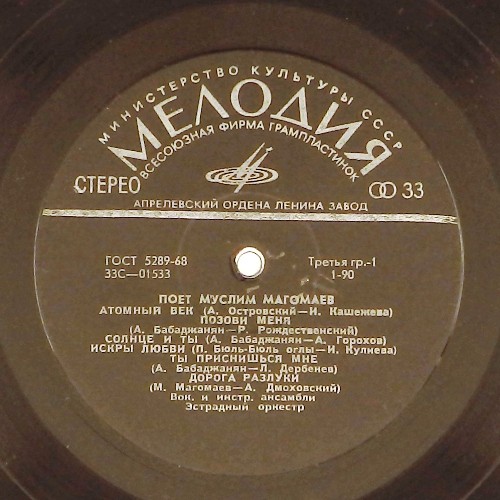 МИНИСТЕРСТВО КУЛЬТУРЫ СССР
МЕЛОДИЯ
ВСЕСОЮЗНАЯ ФИРМА ГРАМПЛАСТИНОК
СТЕРЕО
33
АПРЕЛЕВСКИЙ ОРДЕНА ЛЕНИНА ЗАВОД
ГОСТ 5289-68
Третья гр.-1
33С—01533
1-90
ПОЕТ МУСЛИМ МАГОМАЕВ
АТОМНЫЙ ВЕК (А. Островский—И. Кашежева)
ПОЗОВИ МЕНЯ
(А. Бабаджанян—Р. Рождественский)
СОЛНЦЕ И ТЫ (А. Бабаджанян—А. Горохов)
ИСКРЫ ЛЮБВИ (П. Бюль-Бюль оглы—И. Кулиева)
ТЫ ПРИСНИШЬСЯ МНЕ
(А. Бабаджанян—Л. Дербенев)
ДОРОГА РАЗЛУКИ
(М. Магомаев—А. Дмоховский)
Вок. и инстр. ансамбли
Эстрадный оркестр